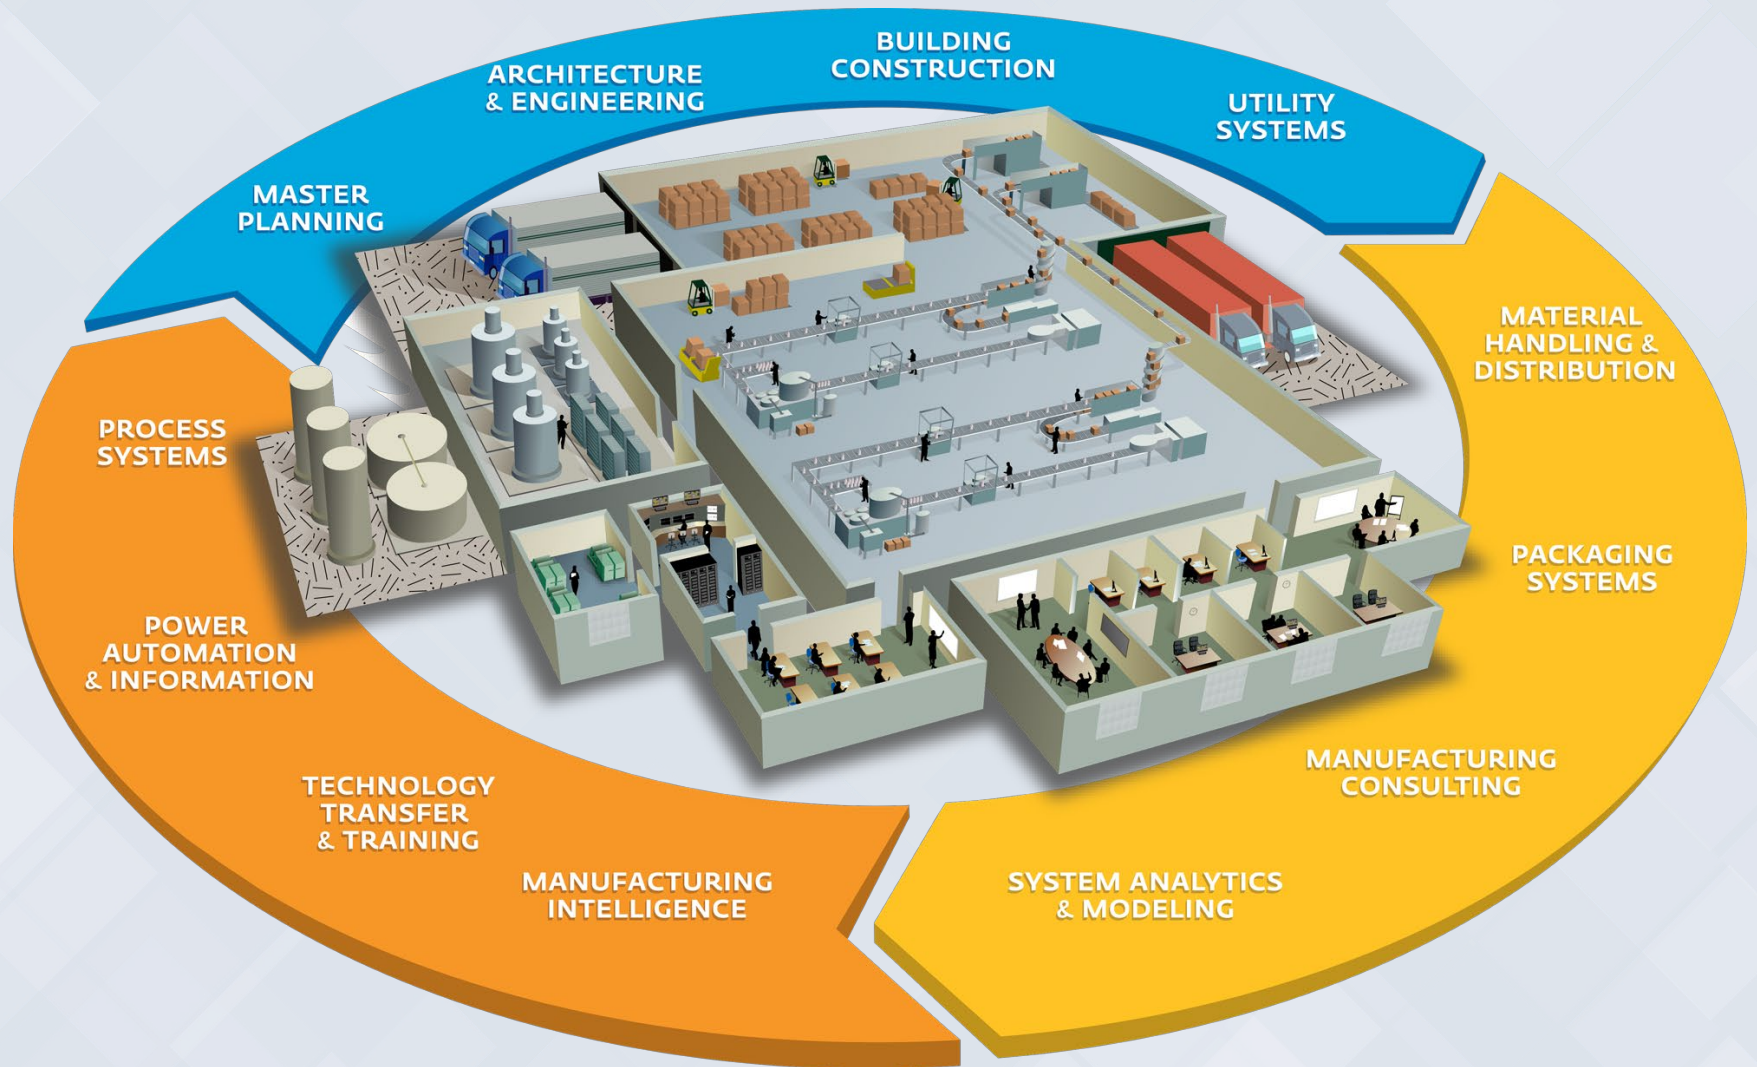 BUILDING
CONSTRUCTION
ARCHITECTURE
& ENGINEERING
UTILITY
SYSTEMS
MASTER
PLANNING
MATERIAL
HANDLING &
DISTRIBUTION
PROCESS
SYSTEMS
PACKAGING
SYSTEMS
POWER
AUTOMATION
& INFORMATION
MANUFACTURING
CONSULTING
TECHNOLOGY
TRANSFER
& TRAINING
MANUFACTURING
INTELLIGENCE
SYSTEM ANALYTICS
& MODELING